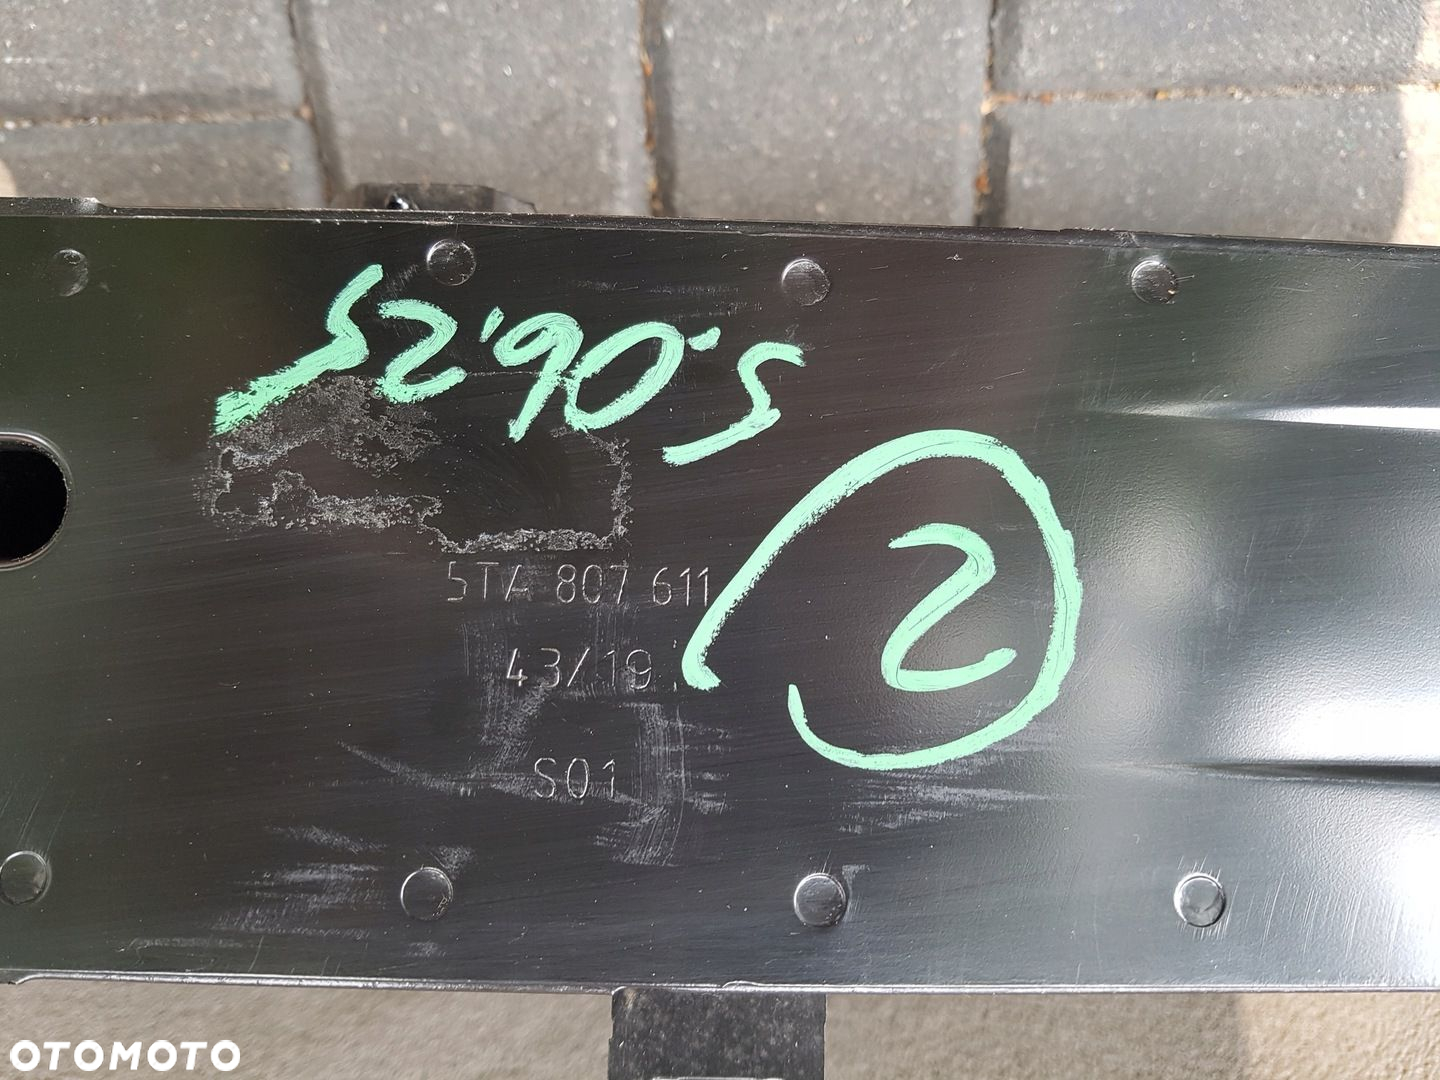 5.06.25
2
5TA 807 611
43/19
S01
OTOMOTO